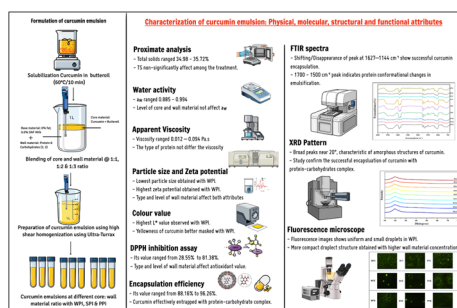 Formulation of curcumin emulsion
Solubilization Curcumin in butteroil
(60°C/10 min)
1L
Core material:
Curcumin + Butteroil
Wall material: Protein +
Blending of core and wall material @ 1:1,
1:2 & 1:3 ratio
Preparation of curcumin emulsion using high
shear homogenization using Ultra-Turrax
Curcumin emulsions at different core: wall
material ratio with WPI, SPI & PPI
Characterization of curcumin emulsion: Physical, molecular, structural and functional attributes
Proximate analysis
- Total solids ranged 34.98 – 35.72%.
- TS non-significantly affect among the treatment.
Water activity
- aw ranged 0.885 – 0.994
- Level of core and wall material not affect aw
Apparent Viscosity
- Viscosity ranged 0.012 – 0.094 Pa.s
- The type of protein not differ the viscosity
Particle size and Zeta potential
- Lowest particle size obtained with WPI.
- Highest zeta potential obtained with WPI.
- Type and level of wall material affect both attributes
Colour value
- Highest L* value observed with WPI.
- Yellowness of curcumin better masked with WPI.
DPPH inhibition assay
- Its value ranged from 28.55% to 81.38%.
- Type and level of wall material affect antioxidant value.
Encapsulation efficiency
- Its value ranged from 89.16% to 96.26%.
- Curcumin effectively entrapped with protein-carbohydrate complex.
FTIR spectra
- Shifting/Disappearance of peak at 1627–1144 cm⁻¹ show successful curcumin
encapsulation.
- 1700 – 1500 cm⁻¹ peak indicates protein conformational changes in
emulsification.
XRD Pattern
- Broad peaks near 20°, characteristic of amorphous structures of curcumin.
- Study confirm the successful encapsulation of curcumin with
protein-carbohydrate complex.
Fluorescence microscope
- Fluorescence images shows uniform and small droplets in WPI.
- More compact droplet structure obtained with higher wall material concentration